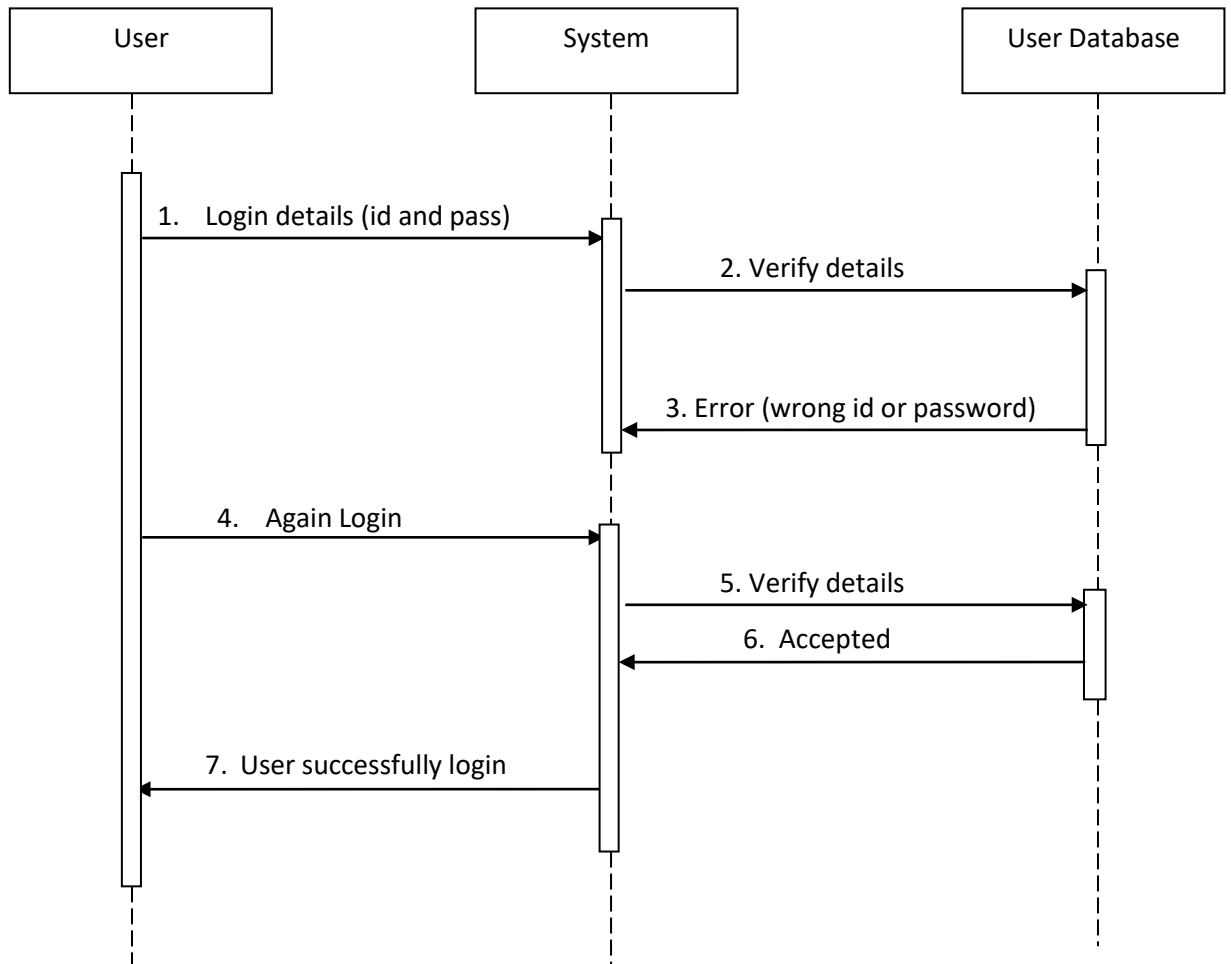 User
System
User Database
1. Login details (id and pass)
2. Verify details
3. Error (wrong id or password)
4. Again Login
5. Verify details
6. Accepted
7. User successfully login